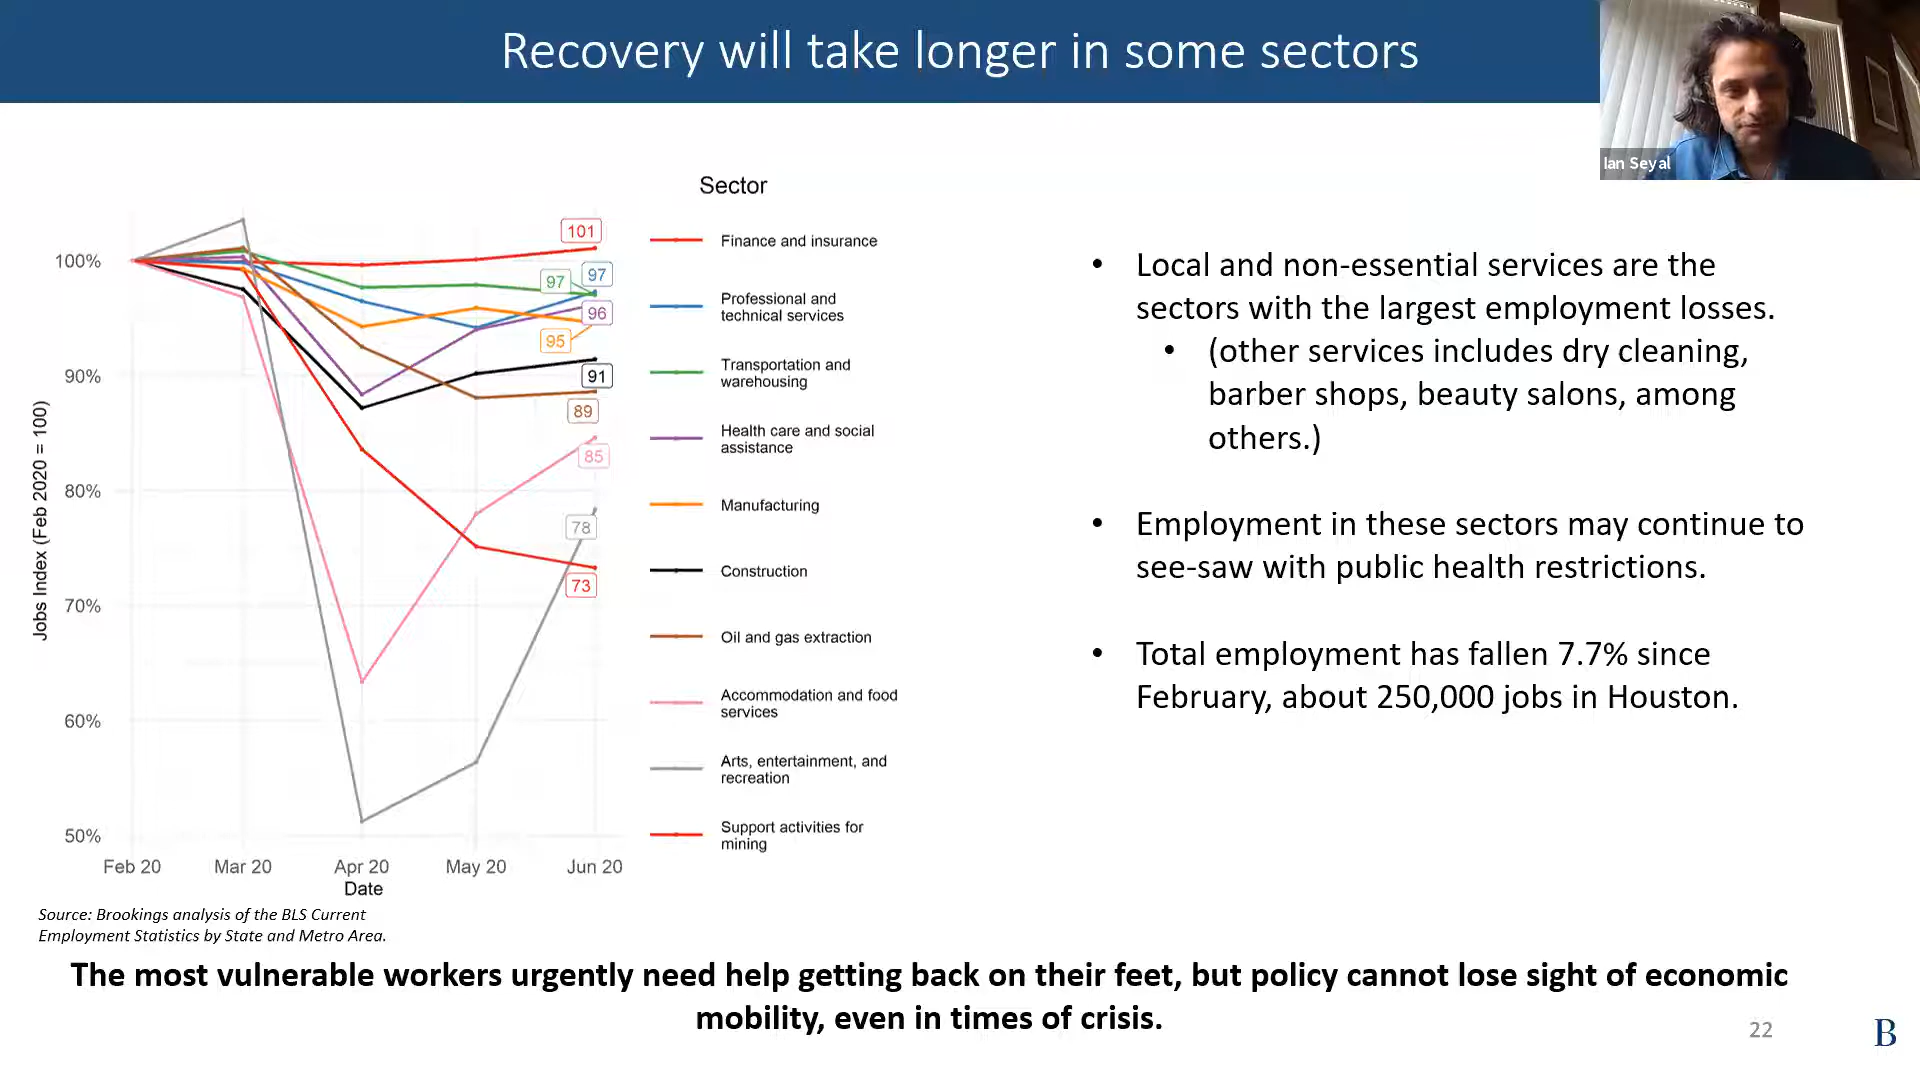 Recovery will take longer in some sectors
Ian Seyal
Sector
101
97
97
96
95
91
89
85
78
73
100%
90%
80%
70%
60%
50%
Jobs Index (Feb 2020 = 100)
Feb 20
Mar 20
Apr 20
May 20
Jun 20
Date
Finance and insurance
Professional and
technical services
Transportation and
warehousing
Health care and social
assistance
Manufacturing
Construction
Oil and gas extraction
Accommodation and food
services
Arts, entertainment, and
recreation
Support activities for
mining
• Local and non-essential services are the
sectors with the largest employment losses.
• (other services includes dry cleaning,
barber shops, beauty salons, among
others.)
• Employment in these sectors may continue to
see-saw with public health restrictions.
• Total employment has fallen 7.7% since
February, about 250,000 jobs in Houston.
Source: Brookings analysis of the BLS Current
Employment Statistics by State and Metro Area.
The most vulnerable workers urgently need help getting back on their feet, but policy cannot lose sight of economic
mobility, even in times of crisis.
22
B